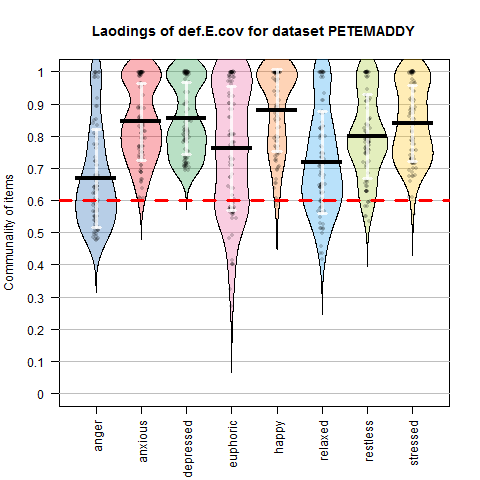 Laodings of def.E.cov for dataset PETEMADDY
Communality of items
1
0.9
0.8
0.7
0.6
0.5
0.4
0.3
0.2
0.1
0
anger
anxious
depressed
euphoric
happy
relaxed
restless
stressed